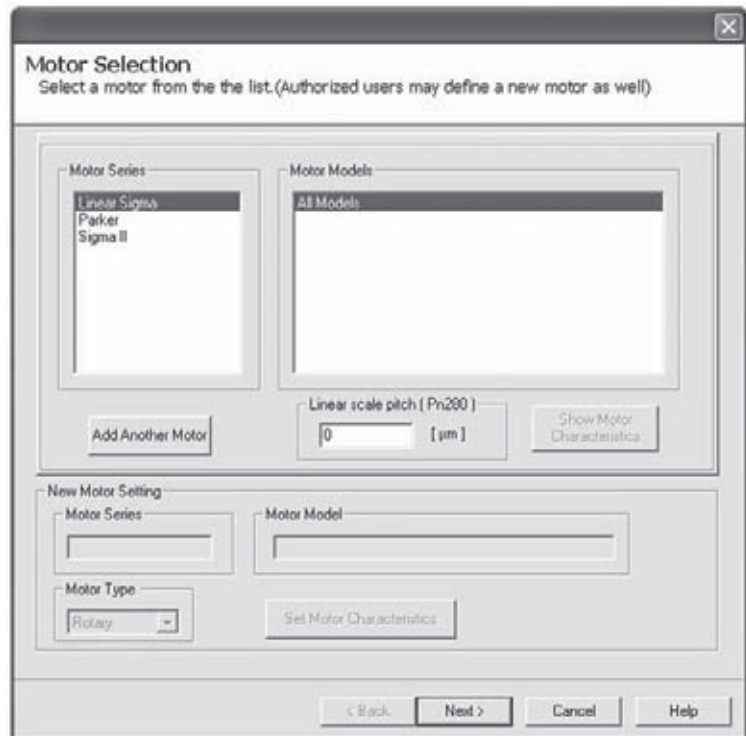 Motor Selection
Select a motor from the the list.(Authorized users may define a new motor as well)
Motor Series
Linear Sigma
Parker
Sigma II
Motor Models
All Models
Add Another Motor
Linear scale pitch ( Pn280 )
0 [ µm ]
Show Motor
Characteristics
New Motor Setting
Motor Series
Motor Model
Motor Type
Rotary
Set Motor Characteristics
< Back
Next >
Cancel
Help